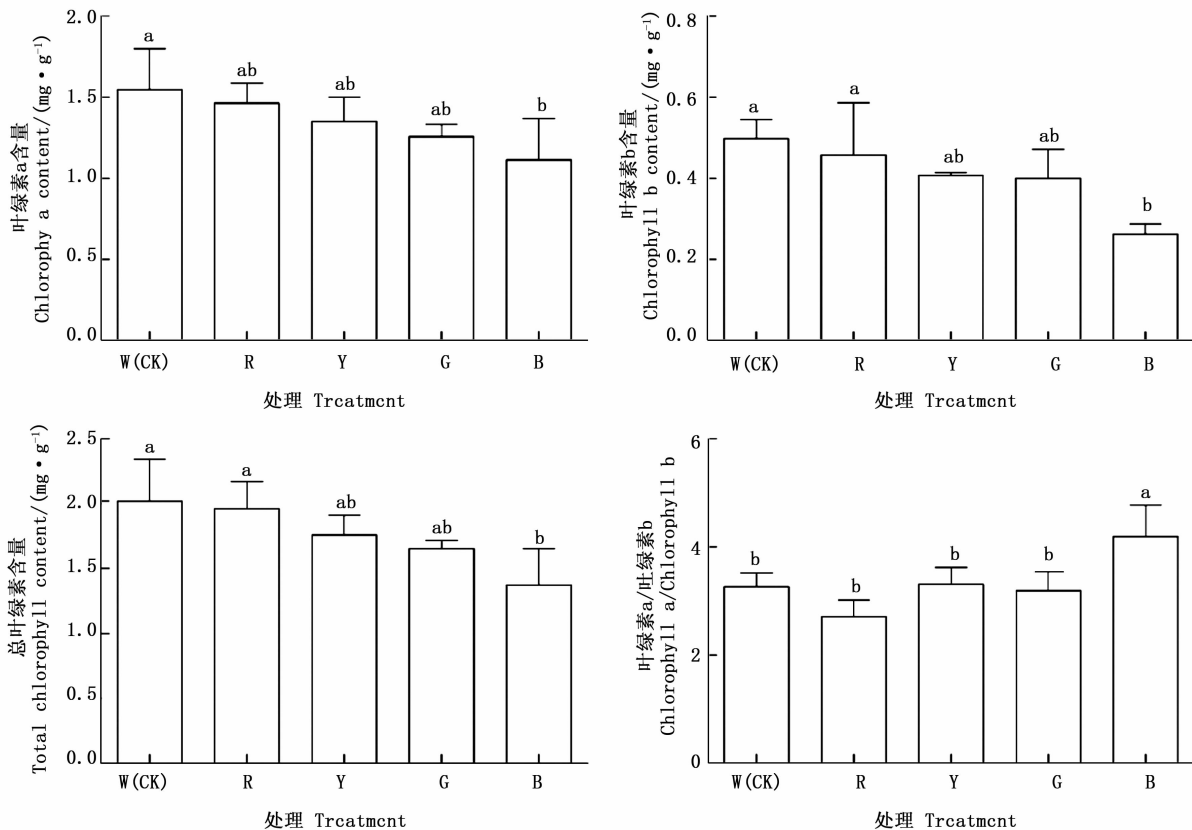 叶绿素a含量
Chlorophy a content/(mg·g⁻¹)
2.0
1.5
1.0
0.5
0.0
a
ab
ab
ab
b
W(CK) R Y G B
处理 Trcatmcnt
叶绿素b含量
Chlorophyll b content/(mg·g⁻¹)
0.8
0.6
0.4
0.2
0.0
a
a
ab
ab
b
W(CK) R Y G B
处理 Trcatmcnt
总叶绿素含量
Total chlorophyll content/(mg·g⁻¹)
2.5
2.0
1.5
1.0
0.5
0.0
a
a
ab
ab
b
W(CK) R Y G B
处理 Trcatmcnt
叶绿素a/吐绿素b
Chlorophyll a/Chlorophyll b
6
4
2
0
b
b
b
b
a
W(CK) R Y G B
处理 Trcatmcnt